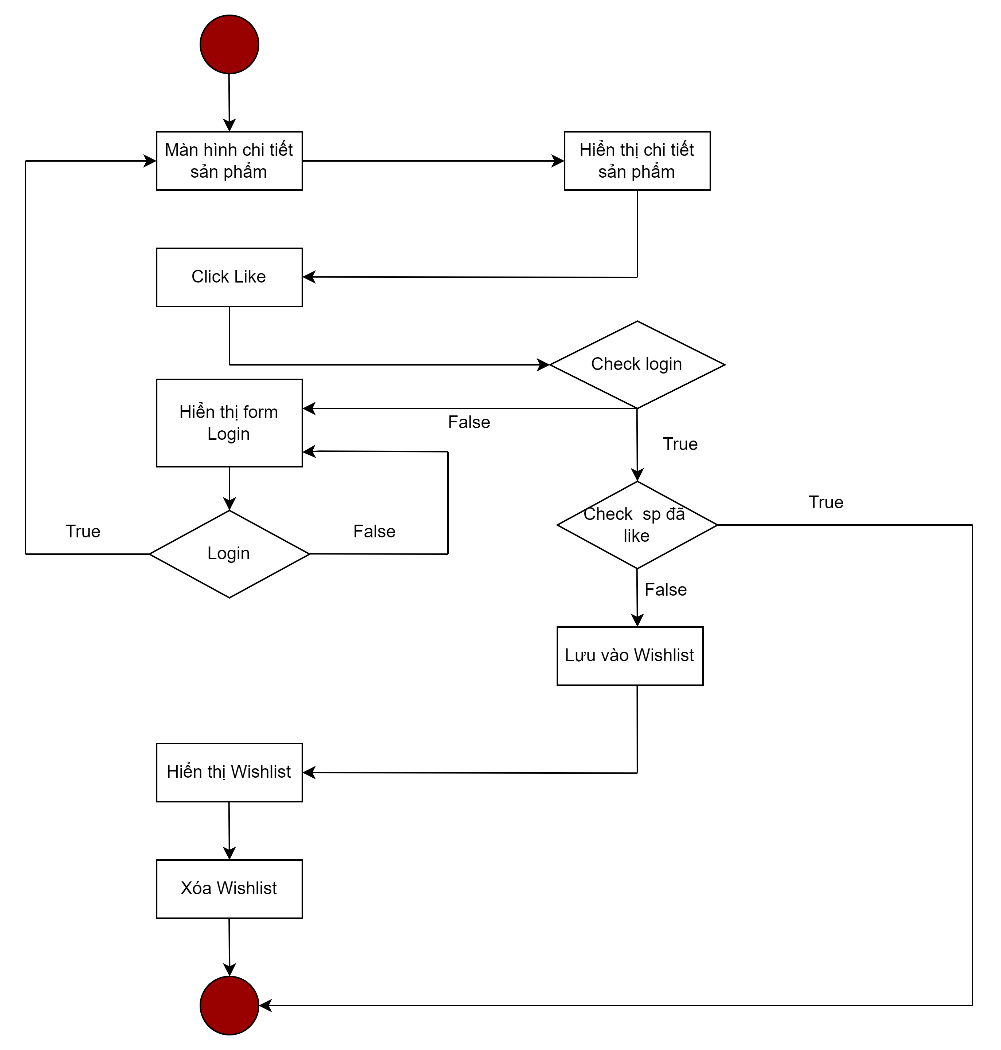 Màn hình chi tiết
sản phẩm
Hiển thị chi tiết
sản phẩm
Click Like
Check login
Hiển thị form
Login
False
True
Check sp đã
like
True
True
Login
False
False
Lưu vào Wishlist
Hiển thị Wishlist
Xóa Wishlist